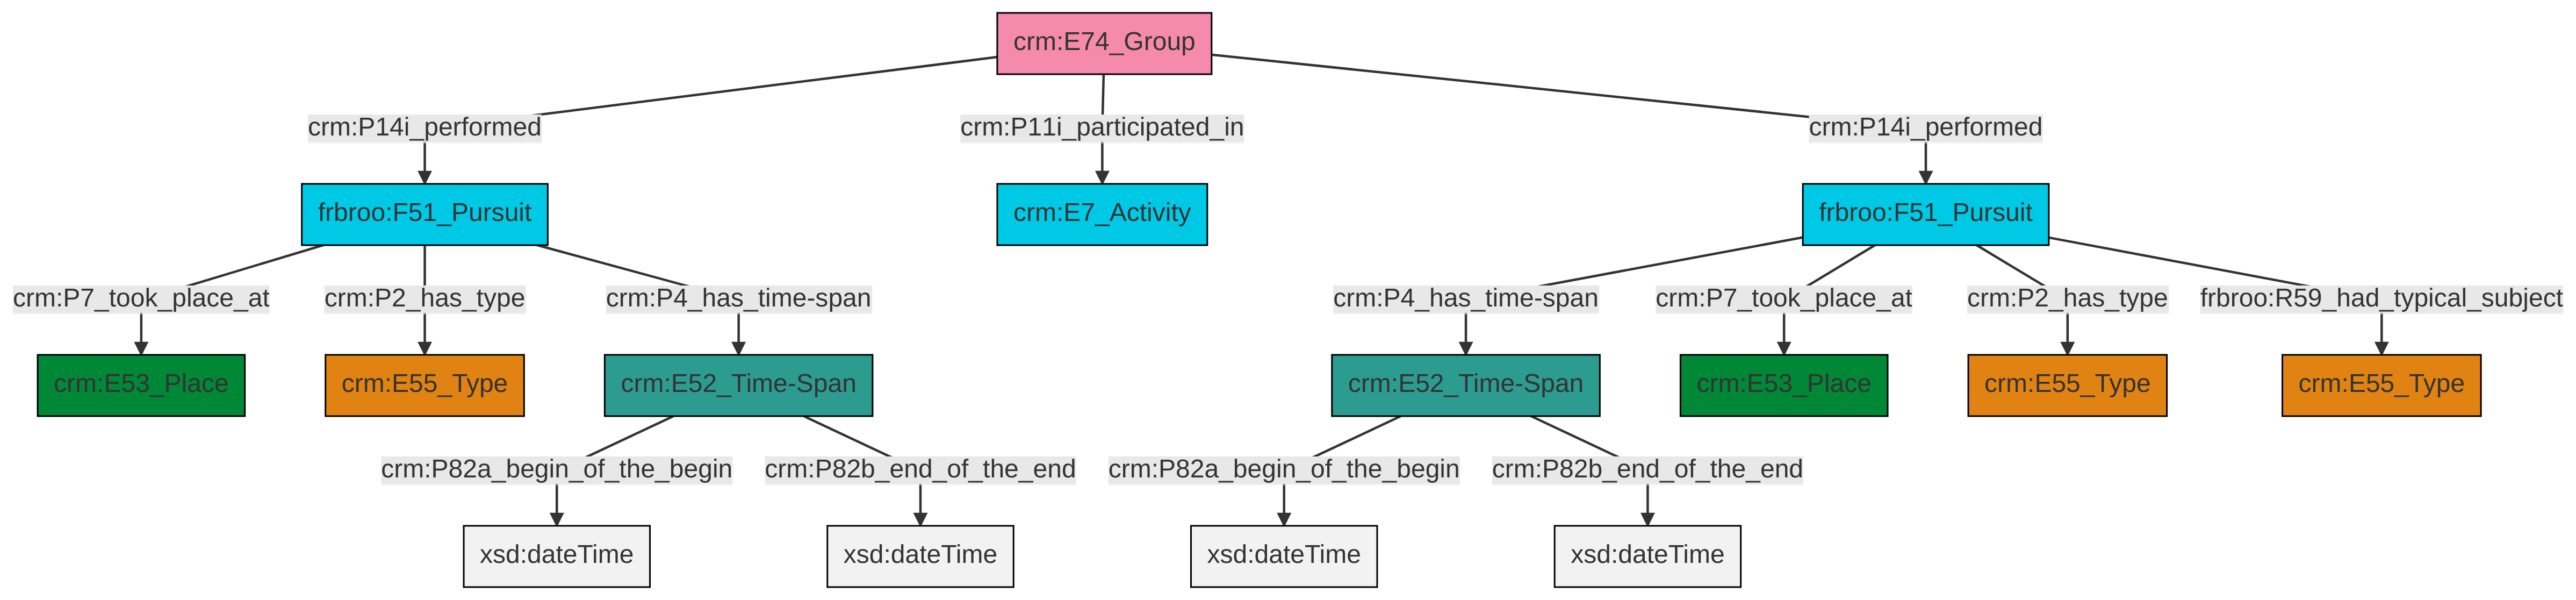 crm:E74_Group
crm:P14i_performed
crm:P11i_participated_in
crm:P14i_performed
frbroo:F51_Pursuit
crm:E7_Activity
frbroo:F51_Pursuit
crm:P7_took_place_at
crm:P2_has_type
crm:P4_has_time-span
crm:P4_has_time-span
crm:P7_took_place_at
crm:P2_has_type
frbroo:R59_had_typical_subject
crm:E53_Place
crm:E55_Type
crm:E52_Time-Span
crm:E52_Time-Span
crm:E53_Place
crm:E55_Type
crm:E55_Type
crm:P82a_begin_of_the_begin
crm:P82b_end_of_the_end
crm:P82a_begin_of_the_begin
crm:P82b_end_of_the_end
xsd:dateTime
xsd:dateTime
xsd:dateTime
xsd:dateTime